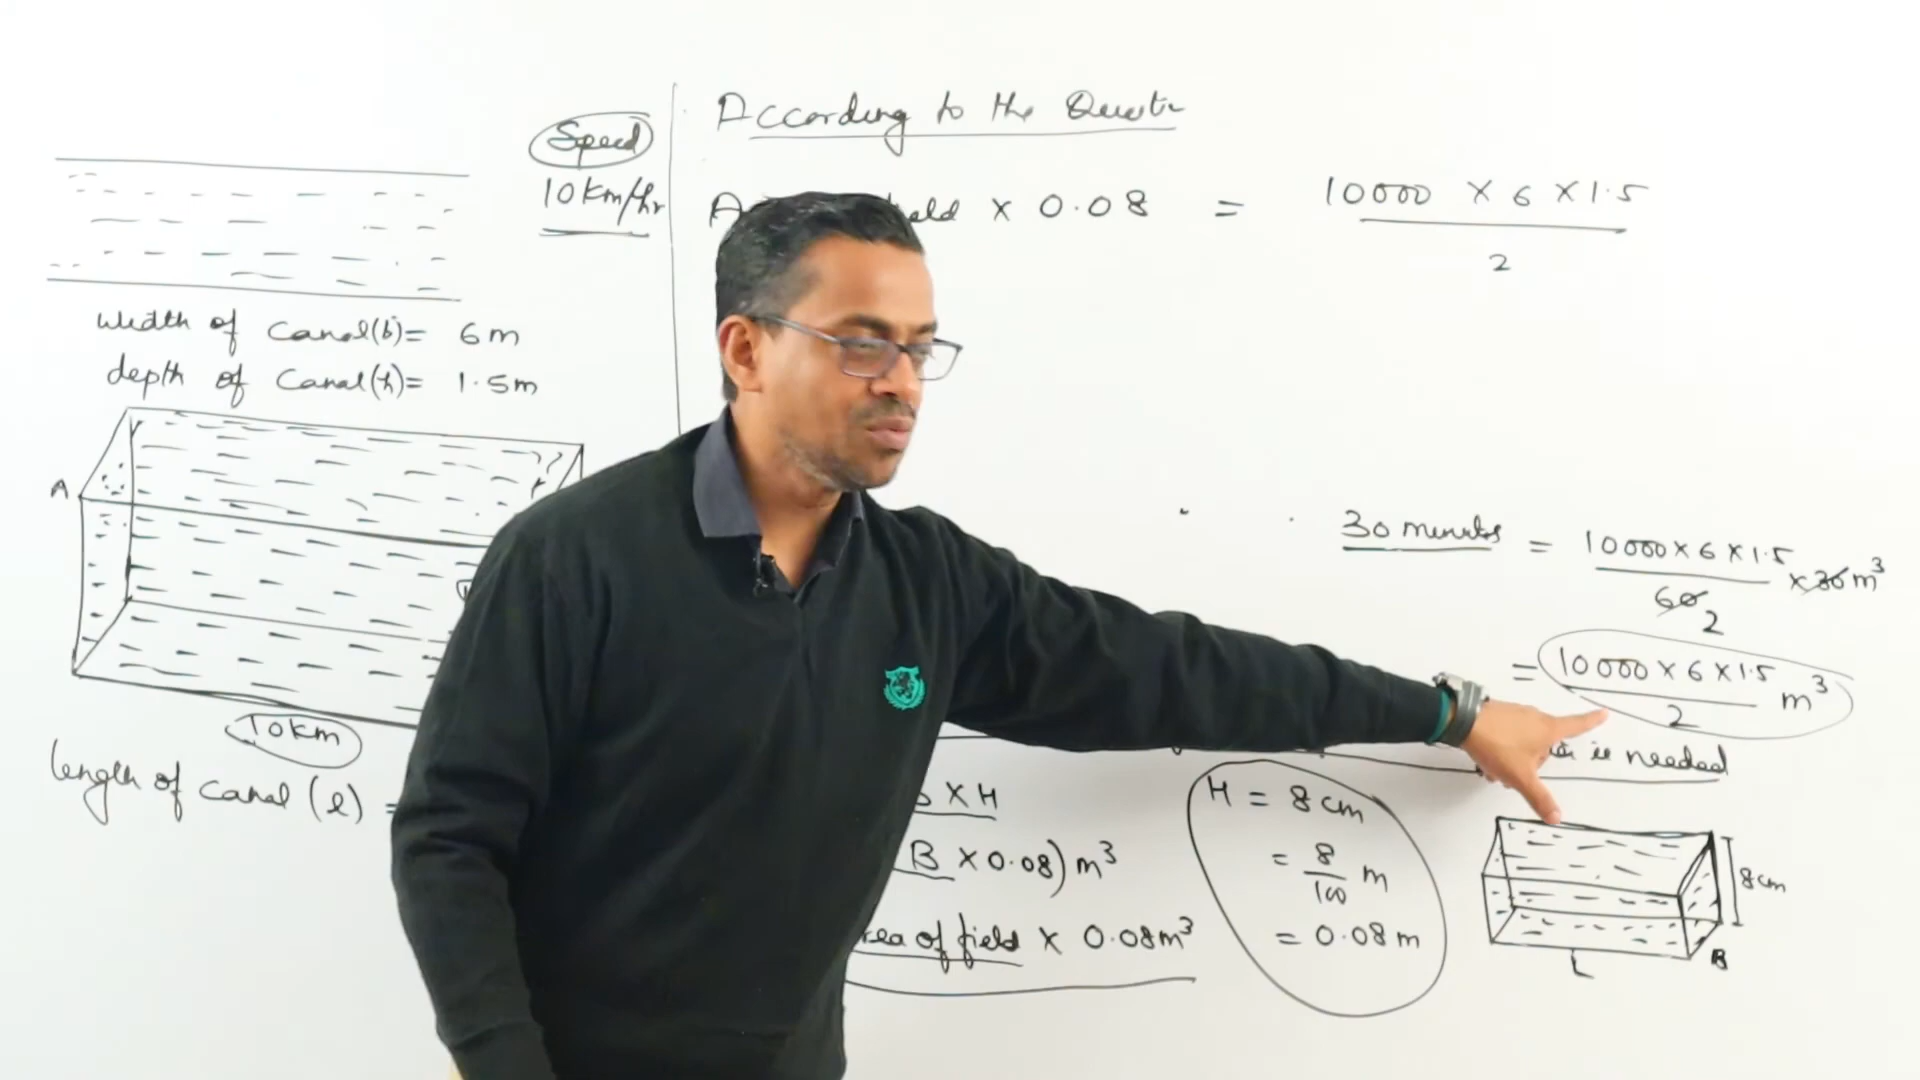 Speed
10 km/hr
width of Canal(b)= 6m
depth of Canal(h)= 1.5m
A
10km
length of Canal (l) =
According to the Questi
A eld × 0.08 = 10000 × 6 × 1.5
2
30 minutes = 10000×6×1.5 ×30 m³
60 2
= 10000×6×1.5 m³
2
is needed
× H
B × 0.08) m³
rea of field × 0.08m³
H = 8 cm
= 8 m
100
= 0.08 m
8cm
L
B